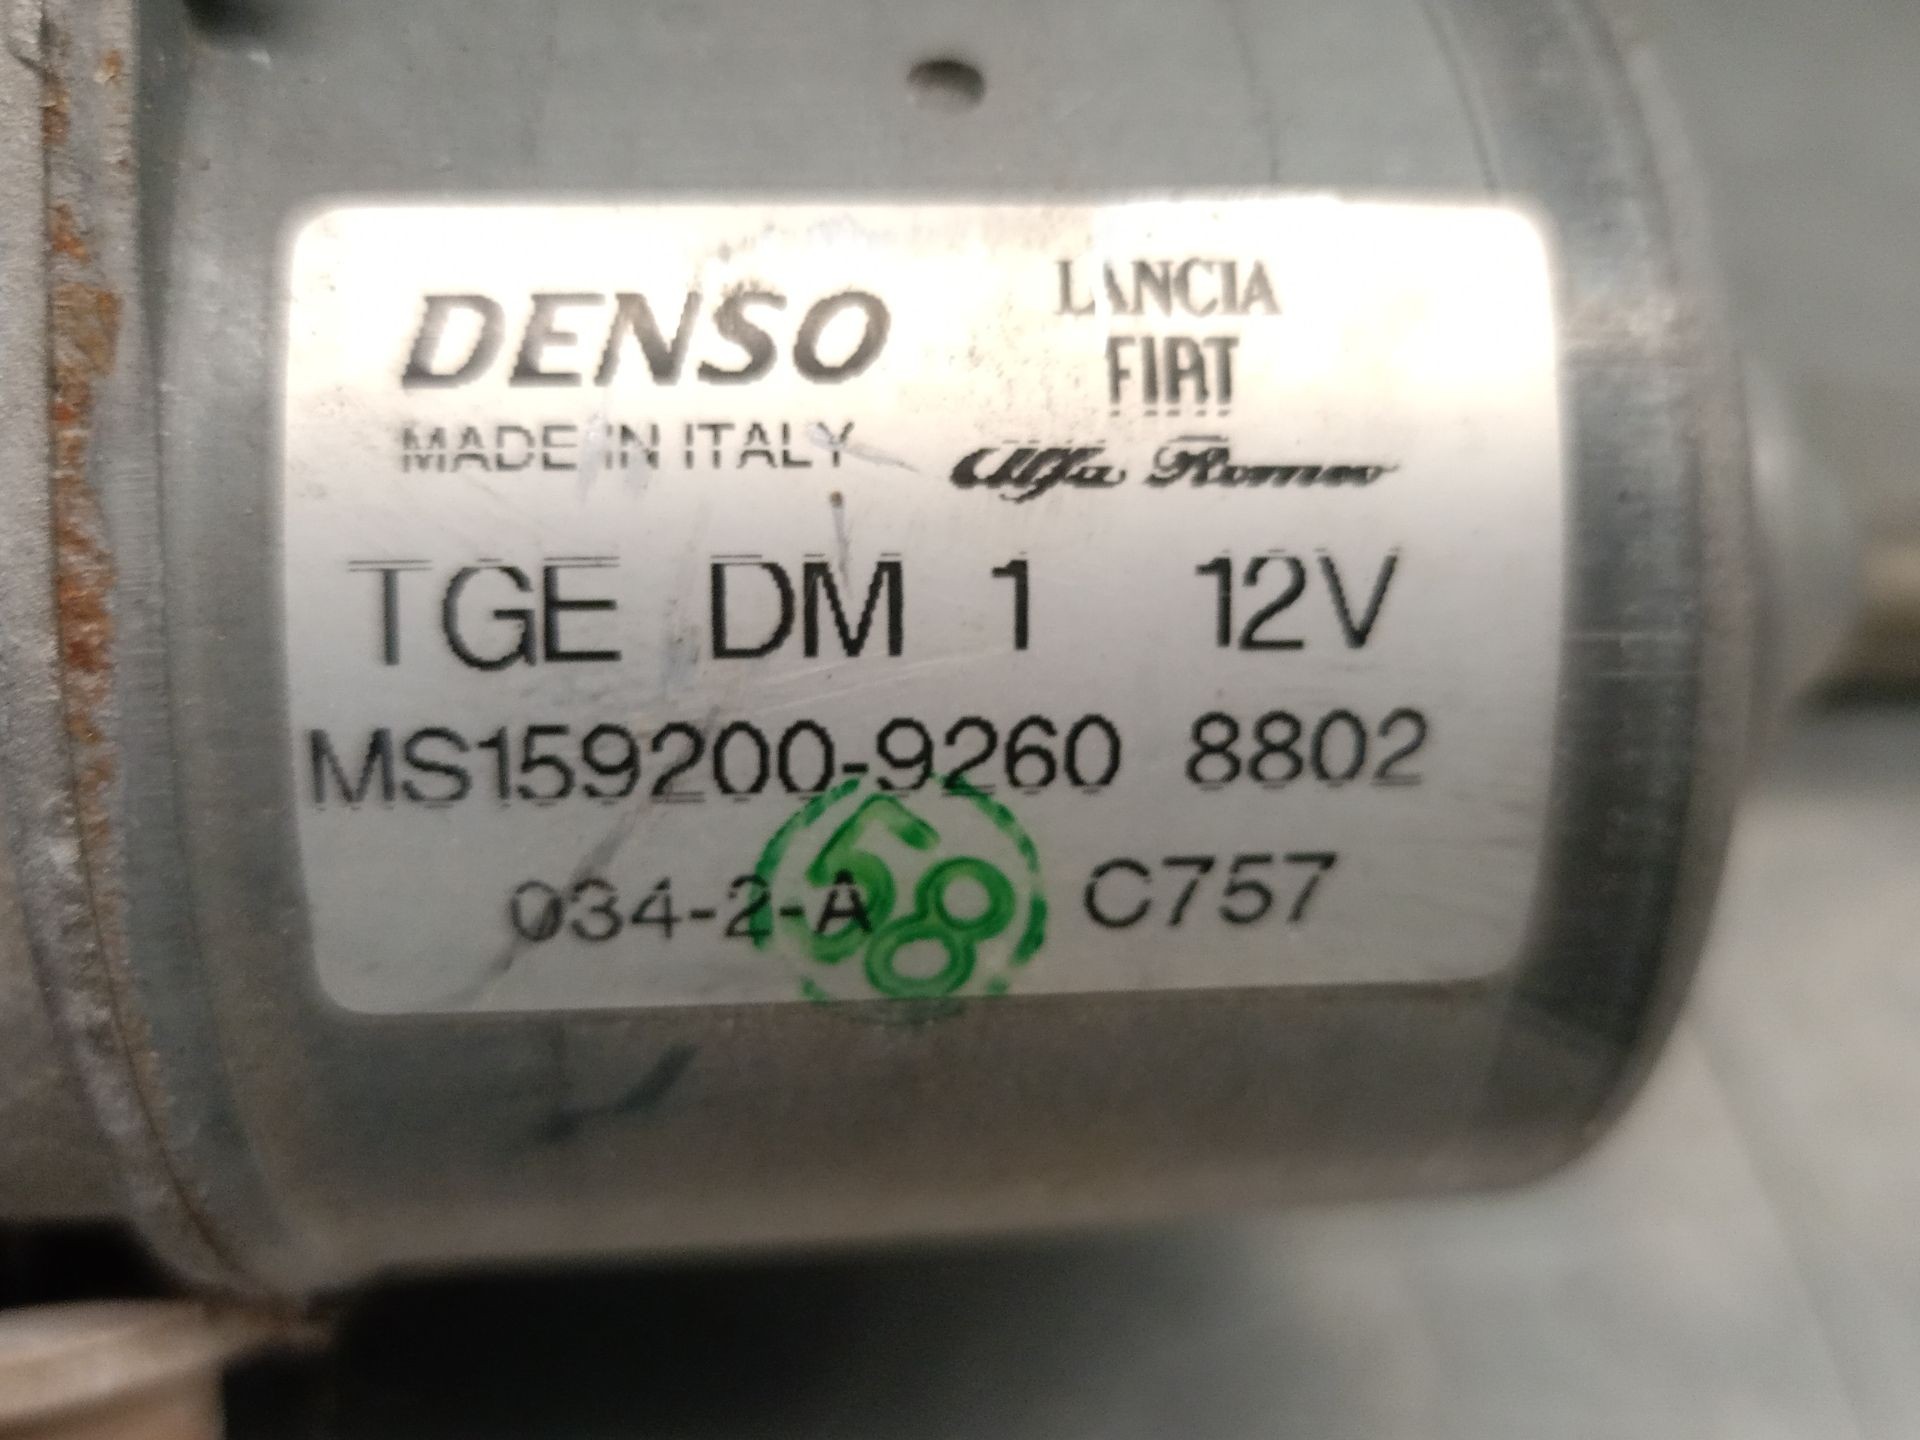 DENSO
MADE IN ITALY
LANCIA
FIAT
Alfa Romeo
TGE DM 1 12V
MS159200-9260 8802
034-2-A C757
58